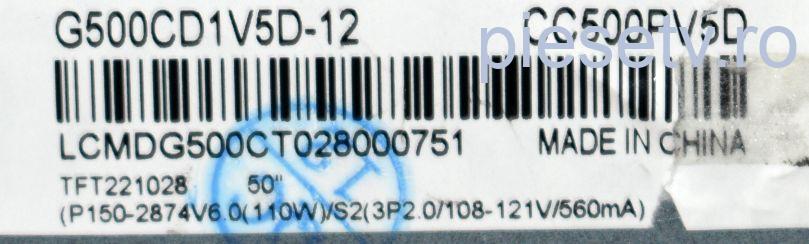 G500CD1V5D-12 CC500PV5D
piesetv.ro
LCMDG500CT028000751 MADE IN CHINA
TFT221028 50"
(P150-2874V6.0(110W)/S2(3P2.0/108-121V/560mA)